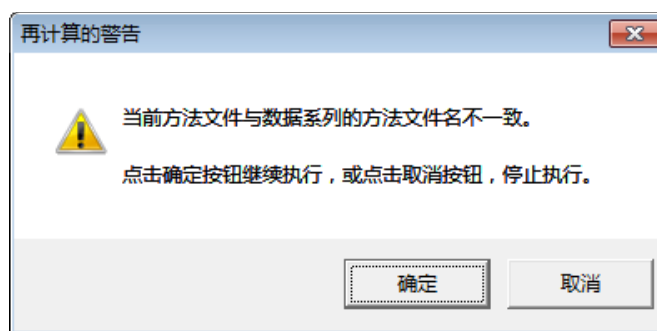 再计算的警告
当前方法文件与数据系列的方法文件名不一致。
点击确定按钮继续执行，或点击取消按钮，停止执行。
确定
取消